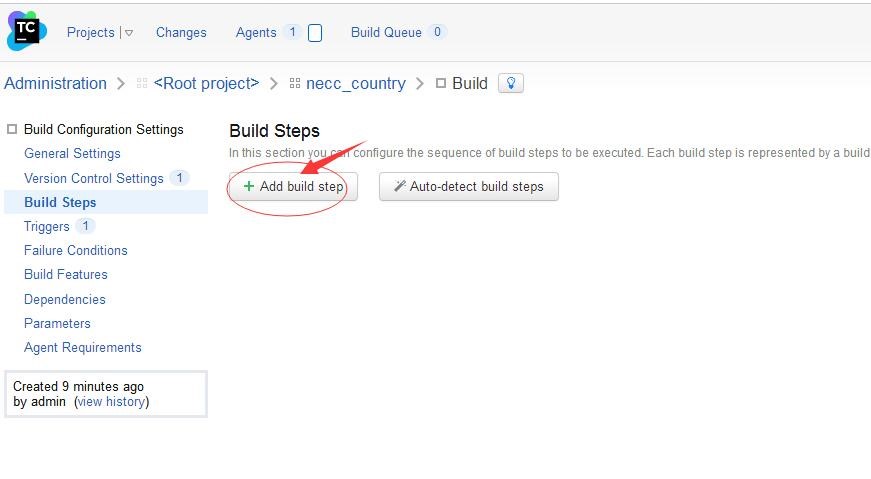 TC
Projects | Changes Agents 1 Build Queue 0
Administration > <Root project> > necc_country > Build
Build Configuration Settings
General Settings
Version Control Settings 1
Build Steps
Triggers 1
Failure Conditions
Build Features
Dependencies
Parameters
Agent Requirements
Created 9 minutes ago
by admin (view history)
Build Steps
In this section you can configure the sequence of build steps to be executed. Each build step is represented by a build
+ Add build step Auto-detect build steps